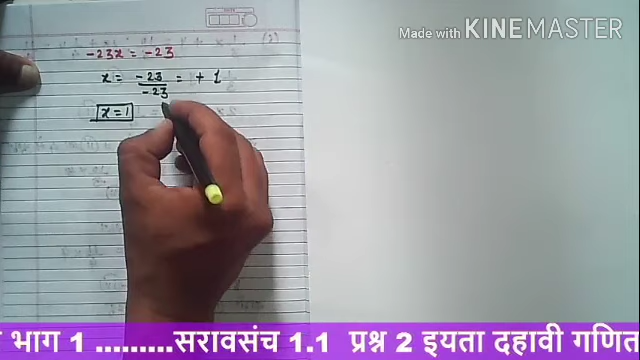 Made with KINEMASTER
-23x = -23
x = -23/-23 = + 1
x = 1
भाग 1 .........सरावसंच 1.1 प्रश्न 2 इयता दहावी गणित